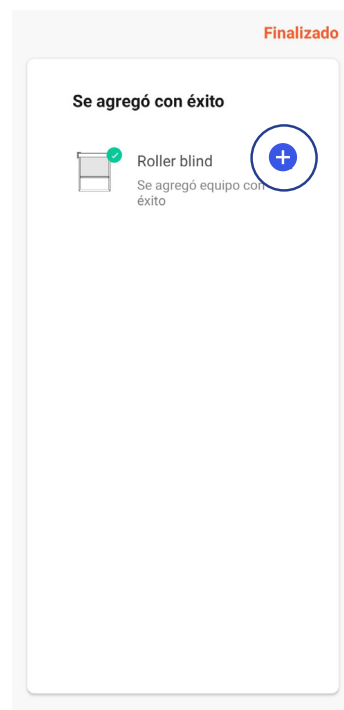 Finalizado
Se agregó con éxito
Roller blind
Se agregó equipo con
éxito